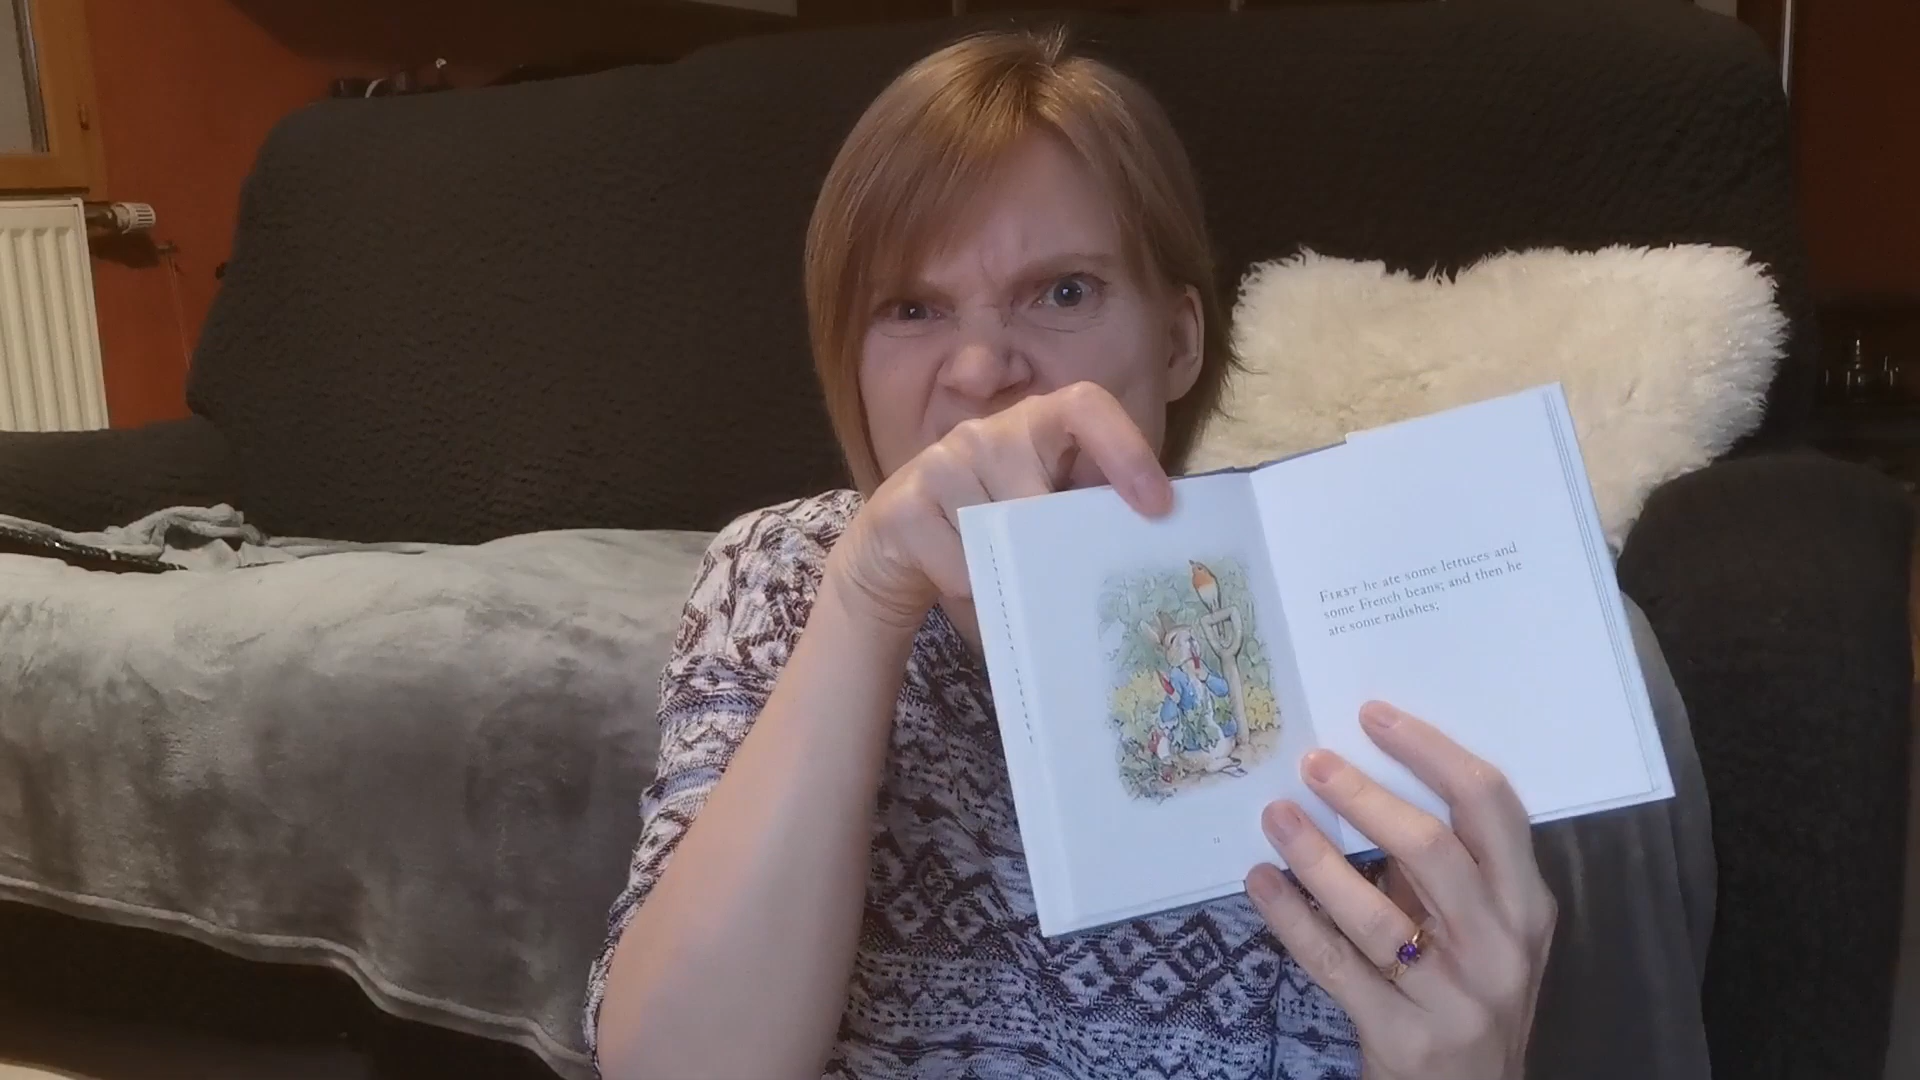 FIRST he ate some lettuces and
some French beans; and then he
ate some radishes;